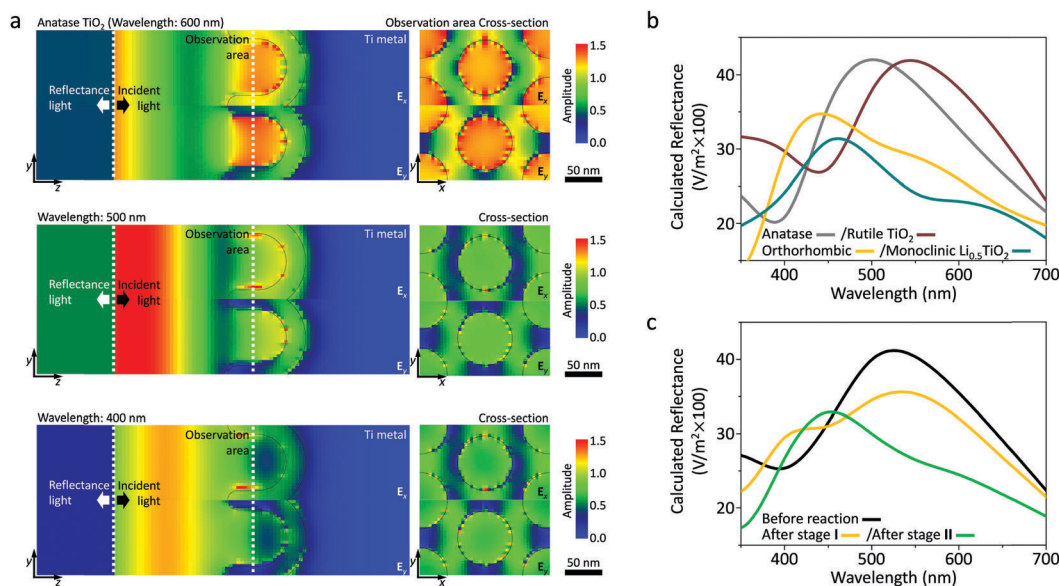 a
Anatase TiO2 (Wavelength: 600 nm)
Observation area Cross-section
Observation area
Ti metal
Reflectance light
Incident light
Ex
Ey
y
z
Ex
Ey
y
x
1.5
1.0
0.5
0.0
Amplitude
50 nm
Wavelength: 500 nm
Cross-section
Observation area
Ti metal
Reflectance light
Incident light
Ex
Ey
y
z
Ex
Ey
y
x
1.5
1.0
0.5
0.0
Amplitude
50 nm
Wavelength: 400 nm
Cross-section
Observation area
Ti metal
Reflectance light
Incident light
Ex
Ey
y
z
Ex
Ey
y
x
1.5
1.0
0.5
0.0
Amplitude
50 nm
b
Calculated Reflectance
(V/m²×100)
40
30
20
Anatase /Rutile TiO2
Orthorhombic /Monoclinic Li0.5TiO2
400 500 600 700
Wavelength (nm)
c
Calculated Reflectance
(V/m²×100)
40
30
20
Before reaction
After stage I /After stage II
400 500 600 700
Wavelength (nm)